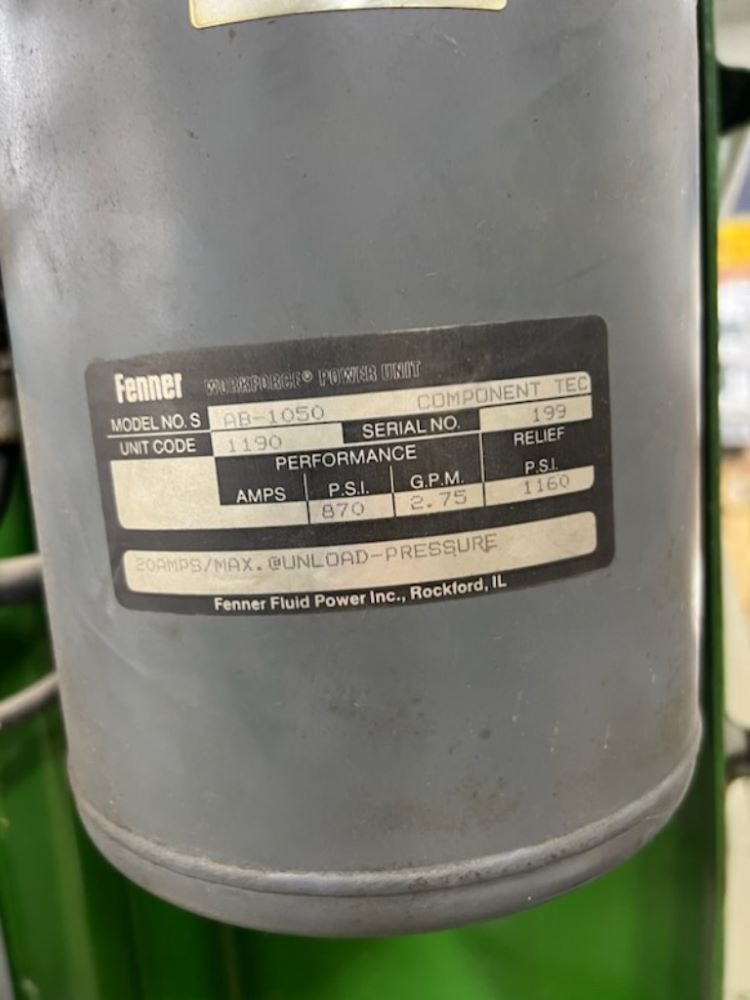 Fenner WORKFORCE® POWER UNIT
MODEL NO. S AB-1050 COMPONENT TEC
UNIT CODE 1190 SERIAL NO. 199
PERFORMANCE RELIEF
AMPS P.S.I. G.P.M. P.S.I.
870 2.75 1160
20AMPS/MAX.@UNLOAD-PRESSURE
Fenner Fluid Power Inc., Rockford, IL